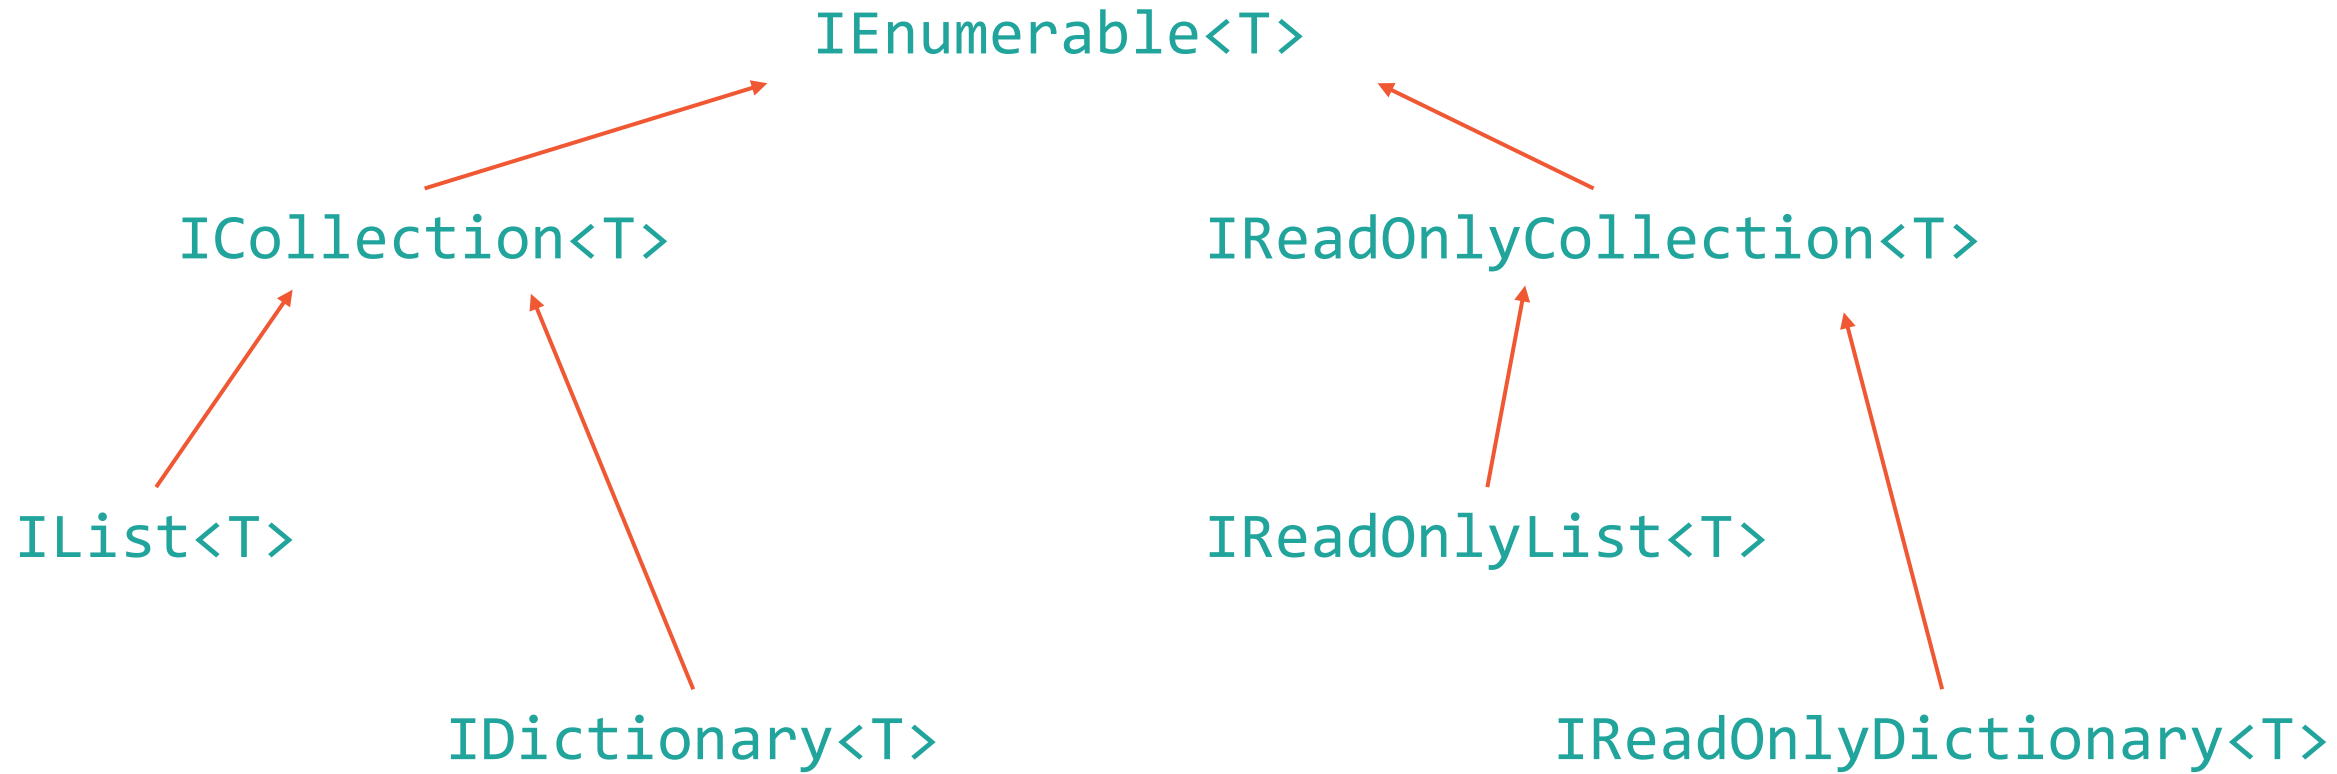 IEnumerable<T>
ICollection<T>
IReadOnlyCollection<T>
IList<T>
IReadOnlyList<T>
IDictionary<T>
IReadOnlyDictionary<T>